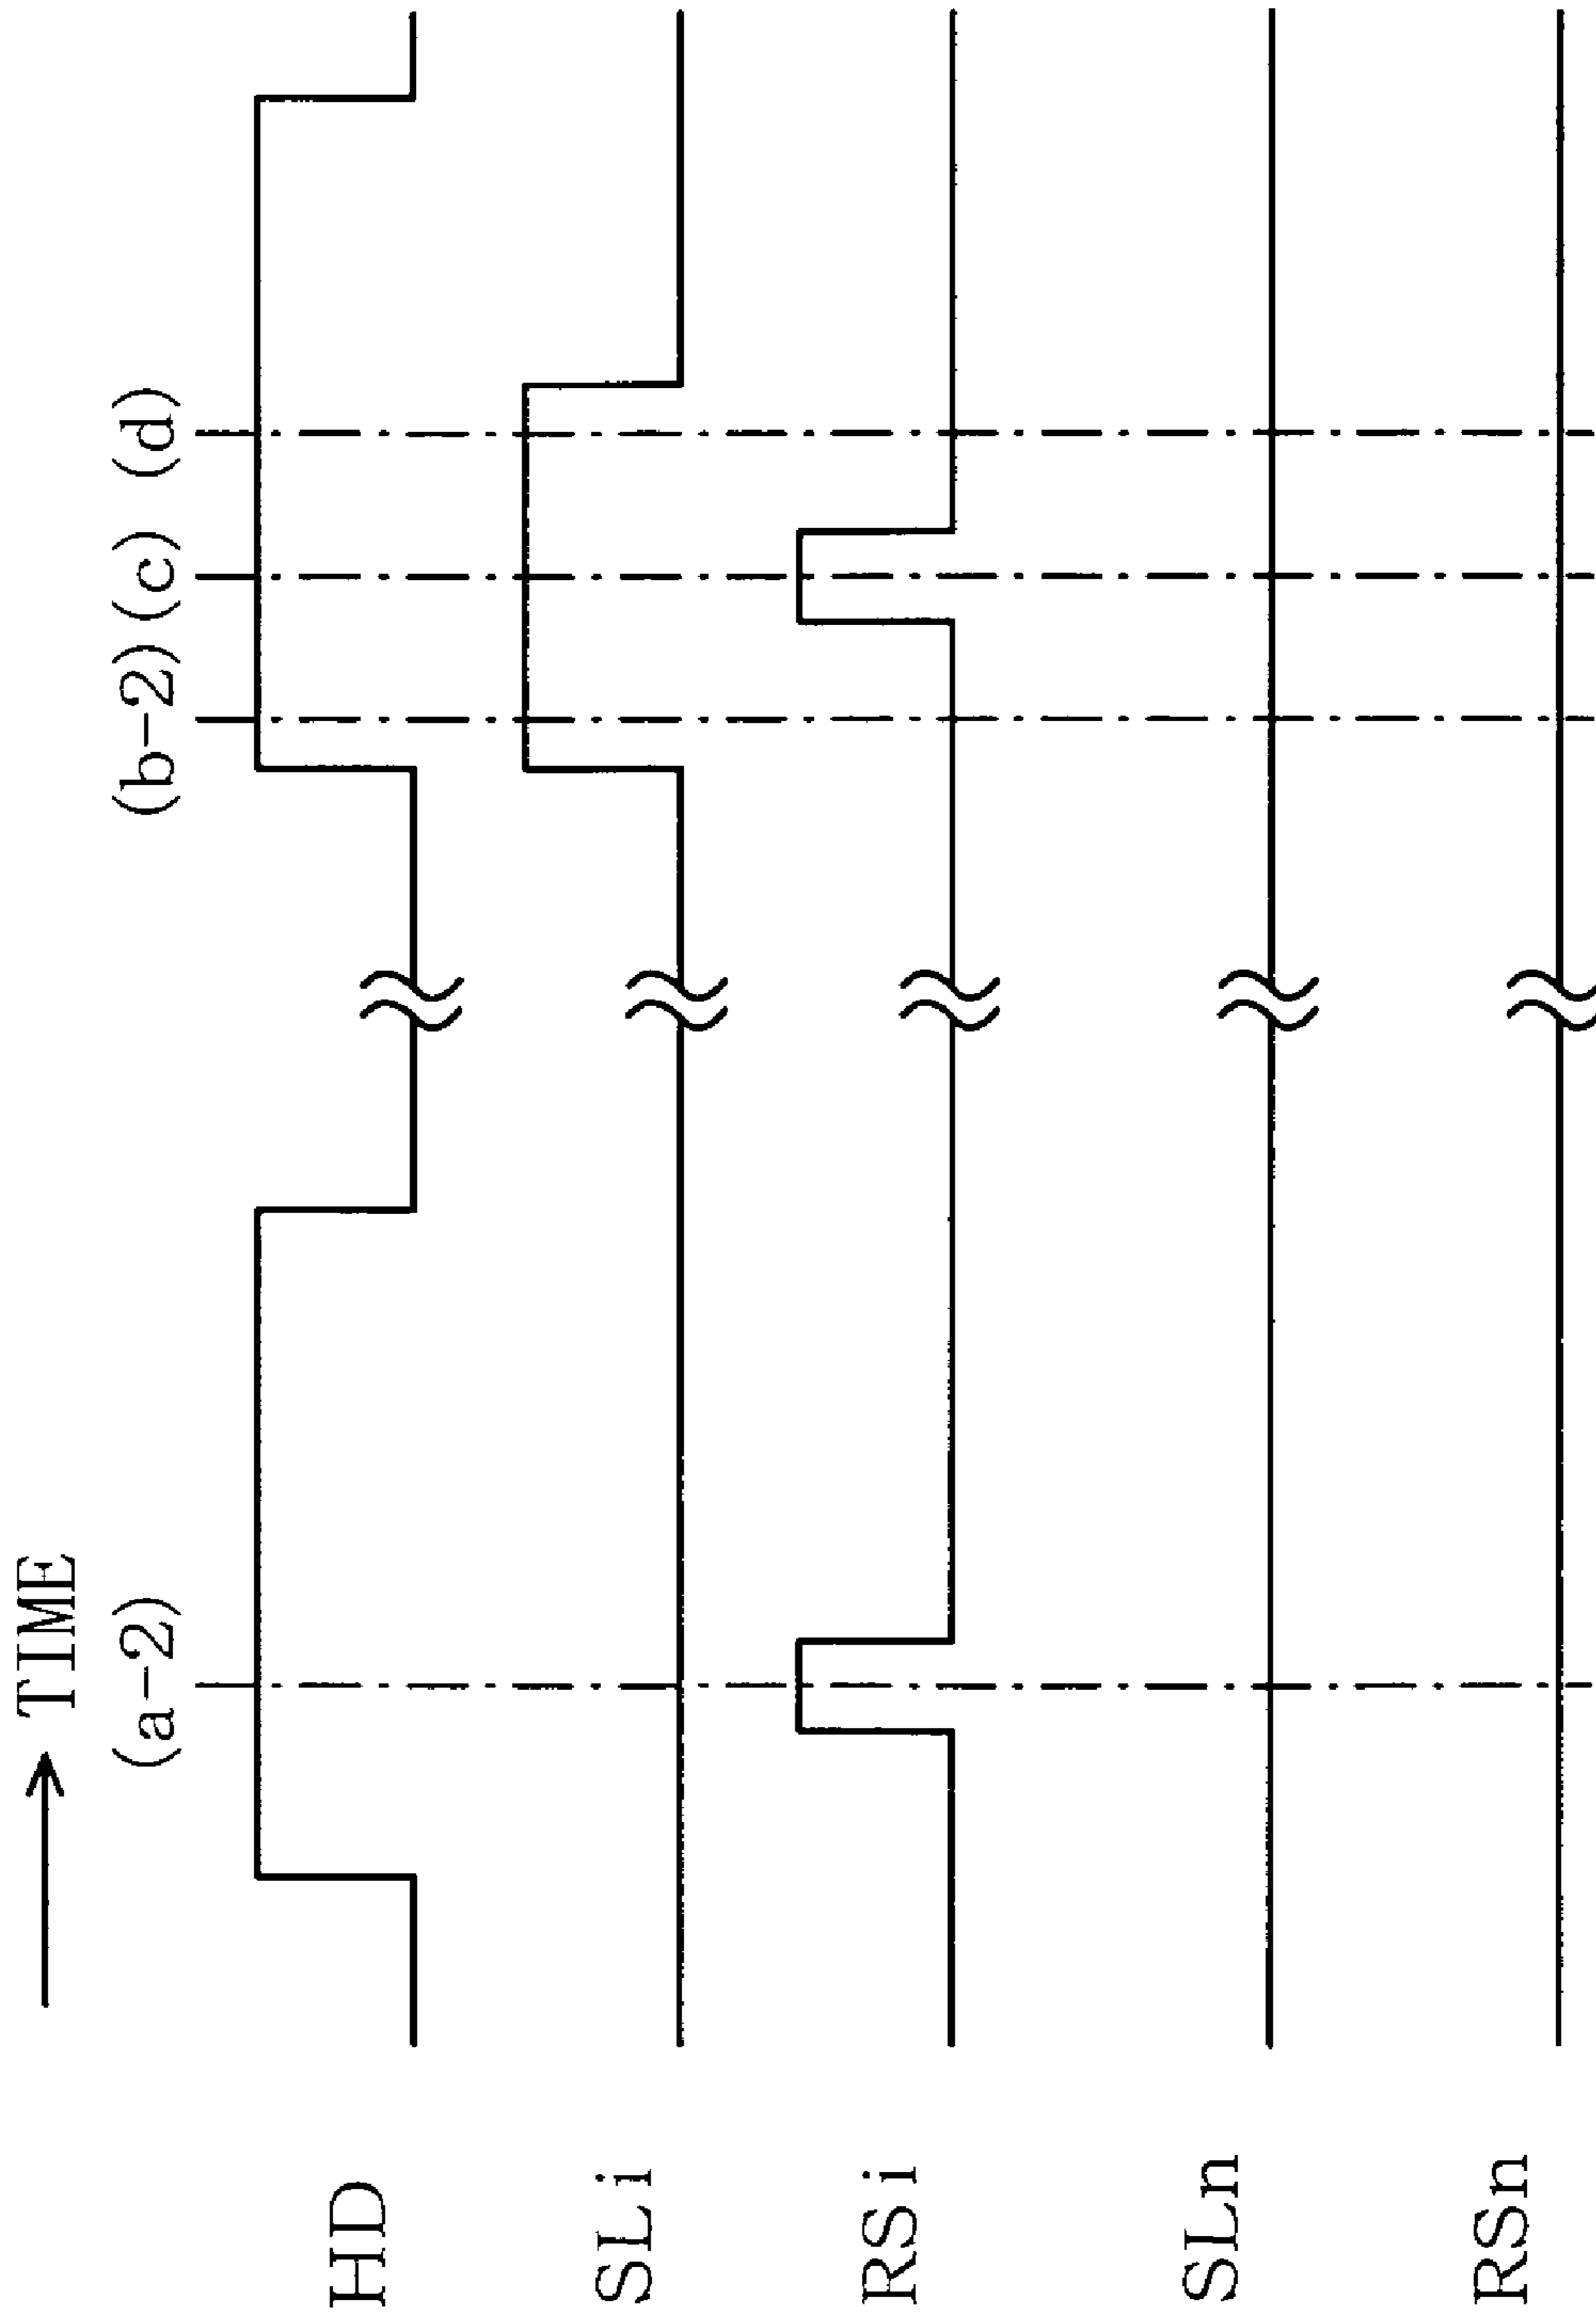 TIME
(a-2) (b-2) (c) (d)
HD
SLi
RSi
SLn
RSn